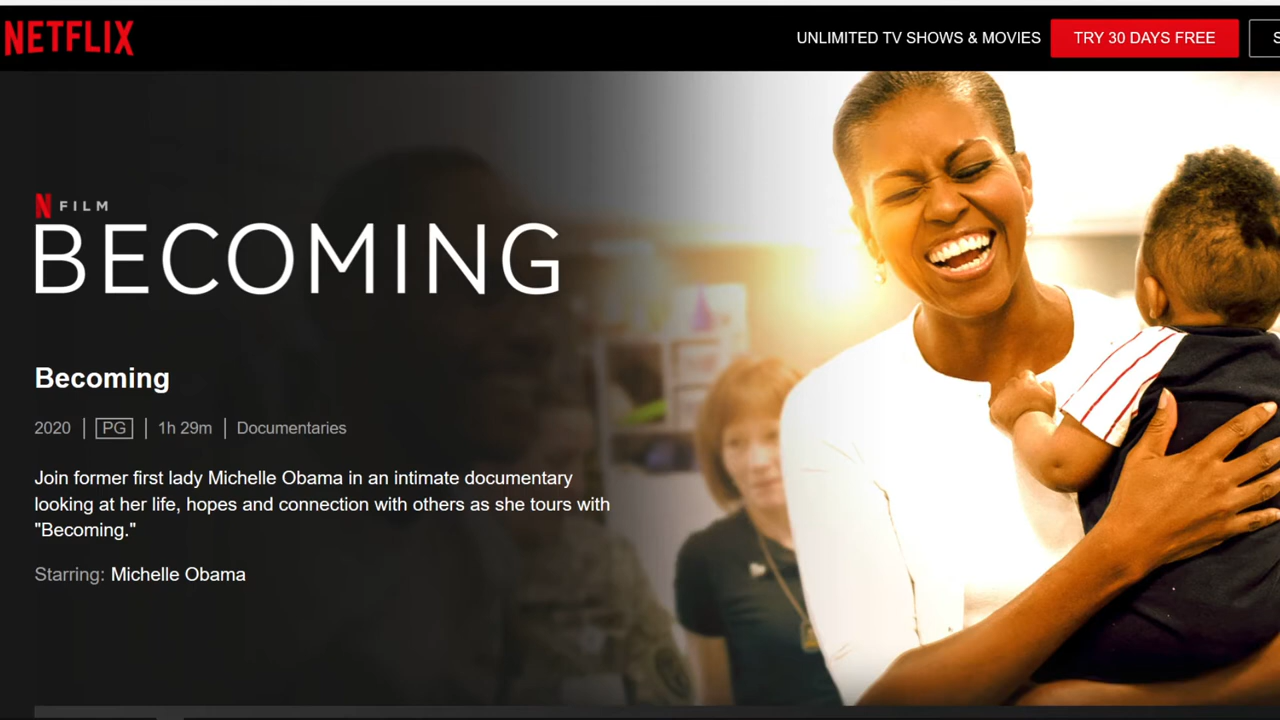 NETFLIX
UNLIMITED TV SHOWS & MOVIES
TRY 30 DAYS FREE
S
N FILM
BECOMING
Becoming
2020 | PG | 1h 29m | Documentaries
Join former first lady Michelle Obama in an intimate documentary
looking at her life, hopes and connection with others as she tours with
"Becoming."
Starring: Michelle Obama